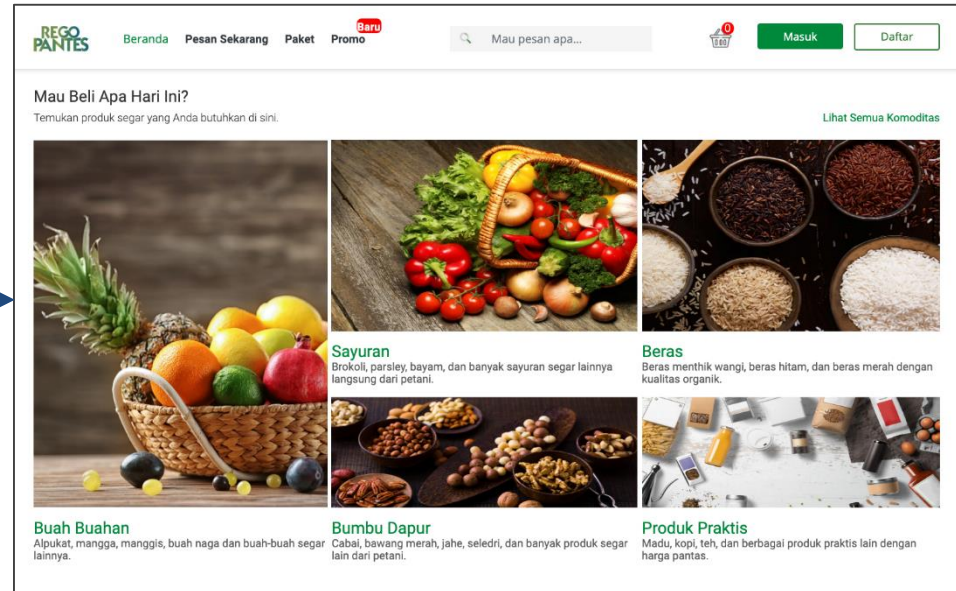 REGO
PANTES
Beranda Pesan Sekarang Paket Promo Baru
Mau pesan apa...
0
Masuk Daftar
Mau Beli Apa Hari Ini?
Temukan produk segar yang Anda butuhkan di sini.
Lihat Semua Komoditas
Sayuran
Brokoli, parsley, bayam, dan banyak sayuran segar lainnya
langsung dari petani.
Beras
Beras menthik wangi, beras hitam, dan beras merah dengan
kualitas organik.
Buah Buahan
Alpukat, mangga, manggis, buah naga dan buah-buah segar
lainnya.
Bumbu Dapur
Cabai, bawang merah, jahe, seledri, dan banyak produk segar
lain dari petani.
Produk Praktis
Madu, kopi, teh, dan berbagai produk praktis lain dengan
harga pantas.